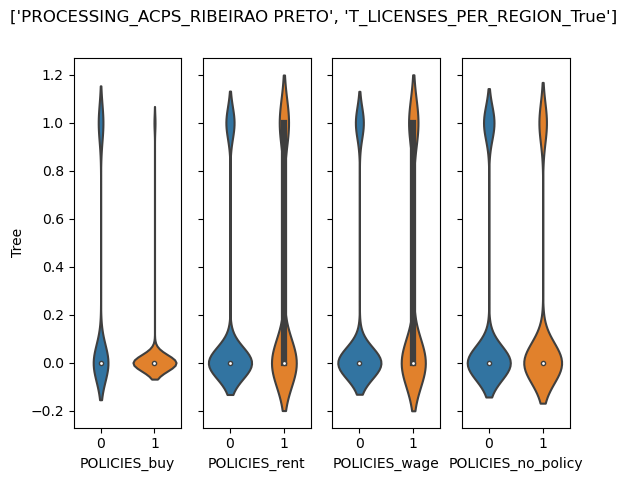 ['PROCESSING_ACPS_RIBEIRAO PRETO', 'T_LICENSES_PER_REGION_True']
1.2
1.0
0.8
0.6
0.4
0.2
0.0
−0.2
Tree
0 1
POLICIES_buy
0 1
POLICIES_rent
0 1
POLICIES_wage
0 1
POLICIES_no_policy